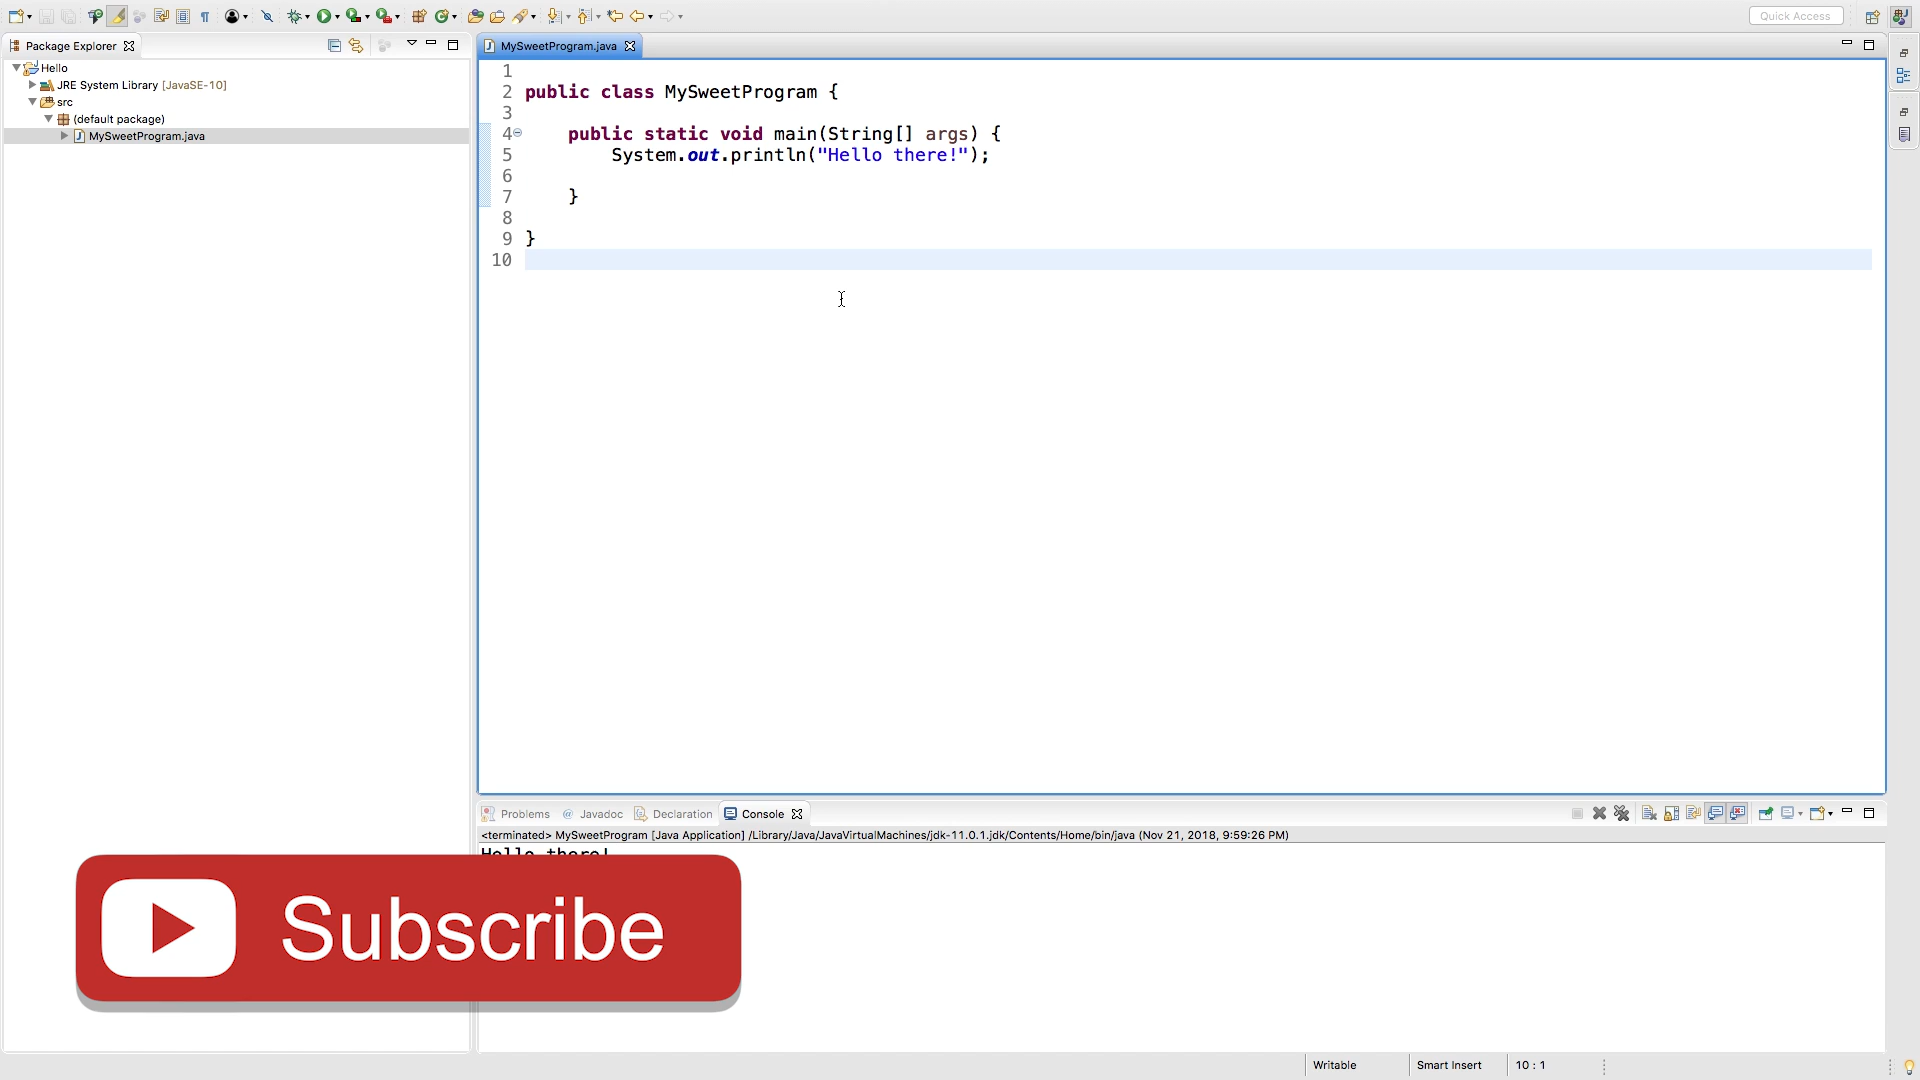 Quick Access
Package Explorer
MySweetProgram.java
Hello
JRE System Library [JavaSE-10]
src
(default package)
MySweetProgram.java
1
2 public class MySweetProgram {
3
4 public static void main(String[] args) {
5 System.out.println("Hello there!");
6
7 }
8
9 }
10
Problems @ Javadoc Declaration Console
<terminated> MySweetProgram [Java Application] /Library/Java/JavaVirtualMachines/jdk-11.0.1.jdk/Contents/Home/bin/java (Nov 21, 2018, 9:59:26 PM)
Hello there!
Subscribe
Writable Smart Insert 10 : 1